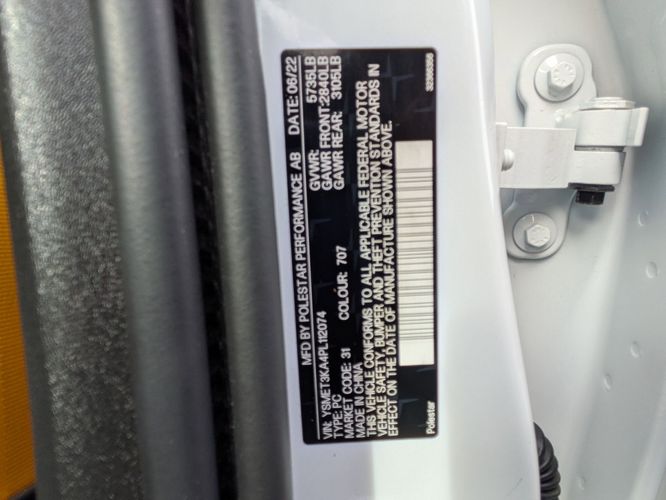 MFD BY POLESTAR PERFORMANCE AB DATE: 06/22
GVWR: 5735LB
GAWR FRONT: 2840LB
GAWR REAR: 3105LB
VIN: YSMET3KA4PL112074
TYPE: PC
MARKET CODE: 31 COLOUR: 707
MADE IN CHINA
THIS VEHICLE CONFORMS TO ALL APPLICABLE FEDERAL MOTOR
VEHICLE SAFETY, BUMPER AND THEFT PREVENTION STANDARDS IN
EFFECT ON THE DATE OF MANUFACTURE SHOWN ABOVE.
Polestar